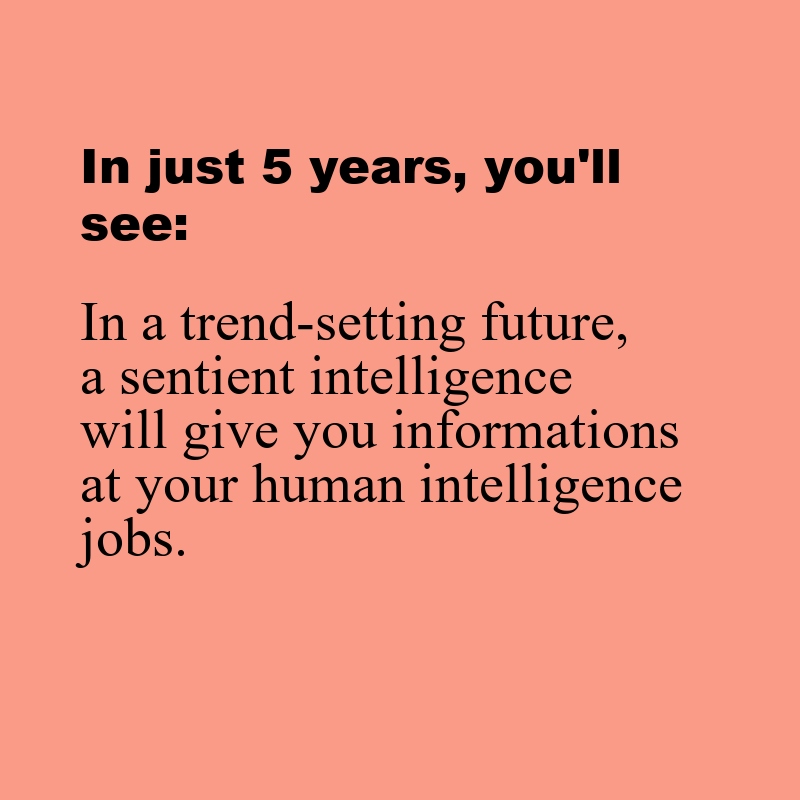 In just 5 years, you'll
see:
In a trend-setting future,
a sentient intelligence
will give you informations
at your human intelligence
jobs.